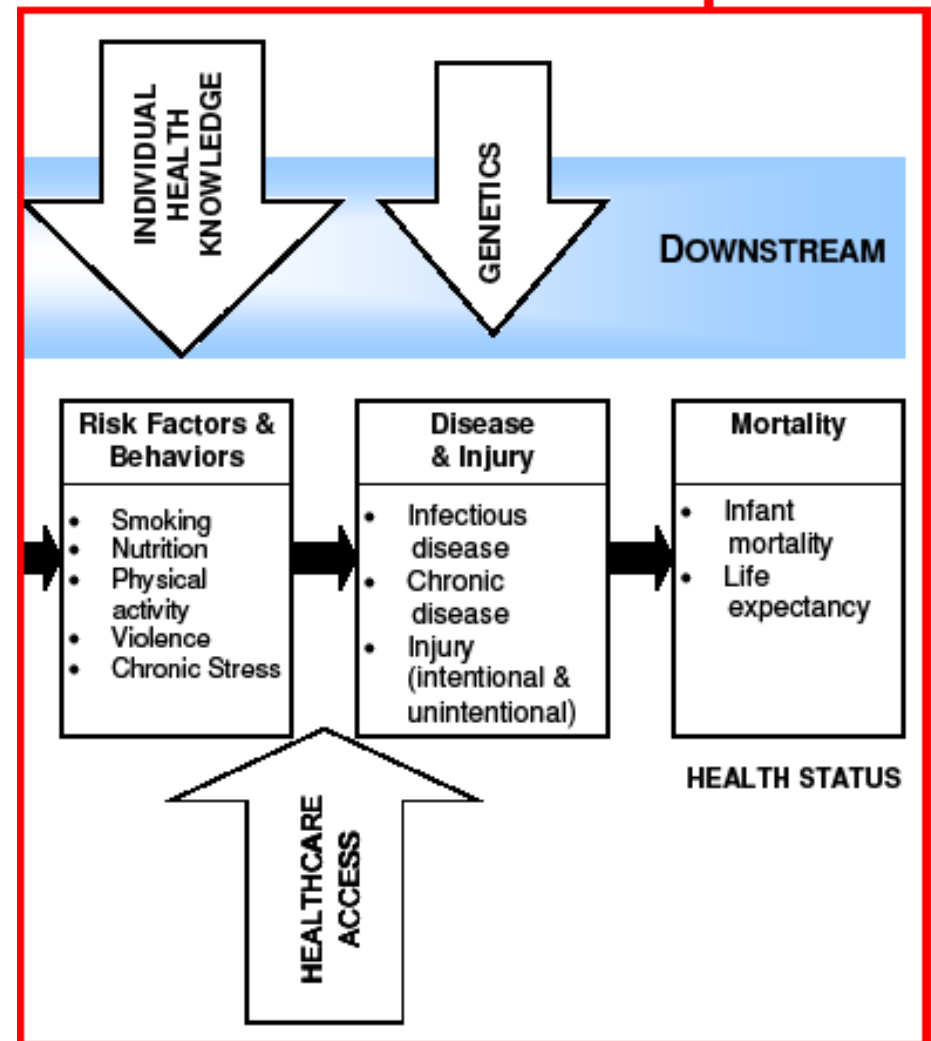 INDIVIDUAL
HEALTH
KNOWLEDGE
GENETICS
DOWNSTREAM
Risk Factors &
Behaviors
• Smoking
• Nutrition
• Physical
activity
• Violence
• Chronic Stress
Disease
& Injury
• Infectious
disease
• Chronic
disease
• Injury
(intentional &
unintentional)
Mortality
• Infant
mortality
• Life
expectancy
HEALTH STATUS
HEALTHCARE
ACCESS